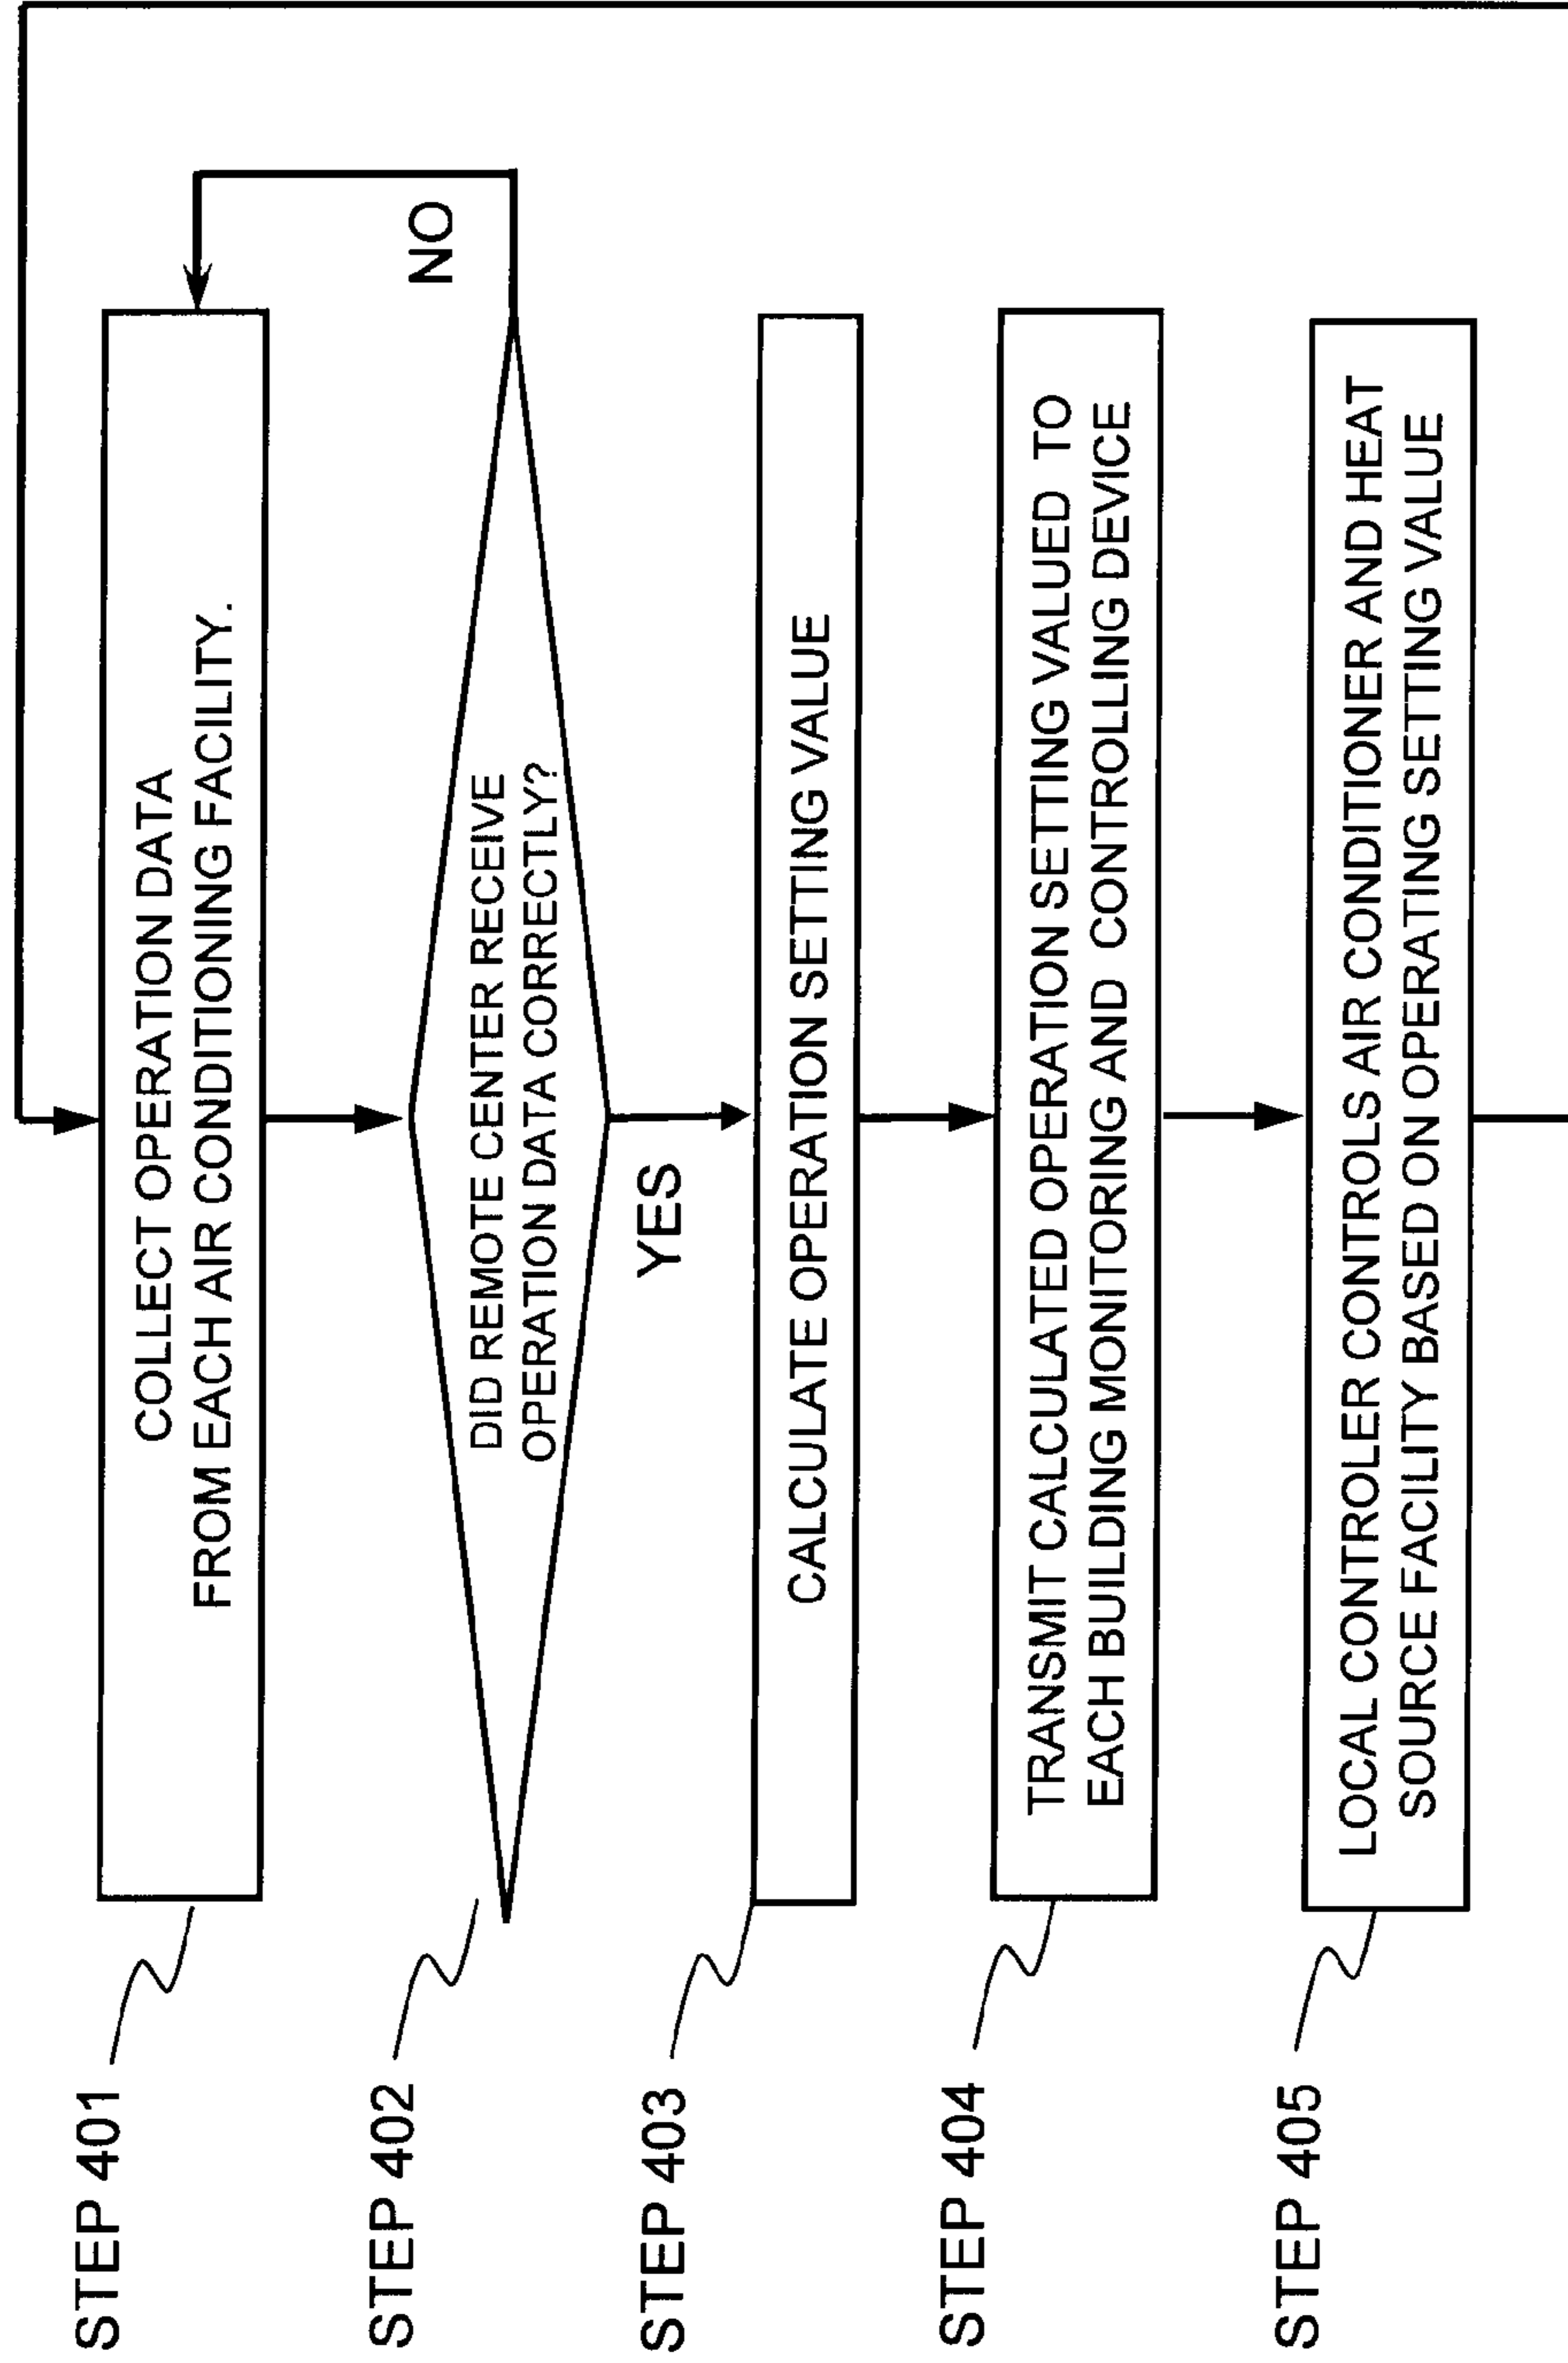 STEP 401
COLLECT OPERATION DATA
FROM EACH AIR CONDITIONING FACILITY.
STEP 402
DID REMOTE CENTER RECEIVE
OPERATION DATA CORRECTLY?
NO
YES
STEP 403
CALCULATE OPERATION SETTING VALUE
STEP 404
TRANSMIT CALCULATED OPERATION SETTING VALUED TO
EACH BUILDING MONITORING AND CONTROLLING DEVICE
STEP 405
LOCAL CONTROLER CONTROLS AIR CONDITIONER AND HEAT
SOURCE FACILITY BASED ON OPERATING SETTING VALUE